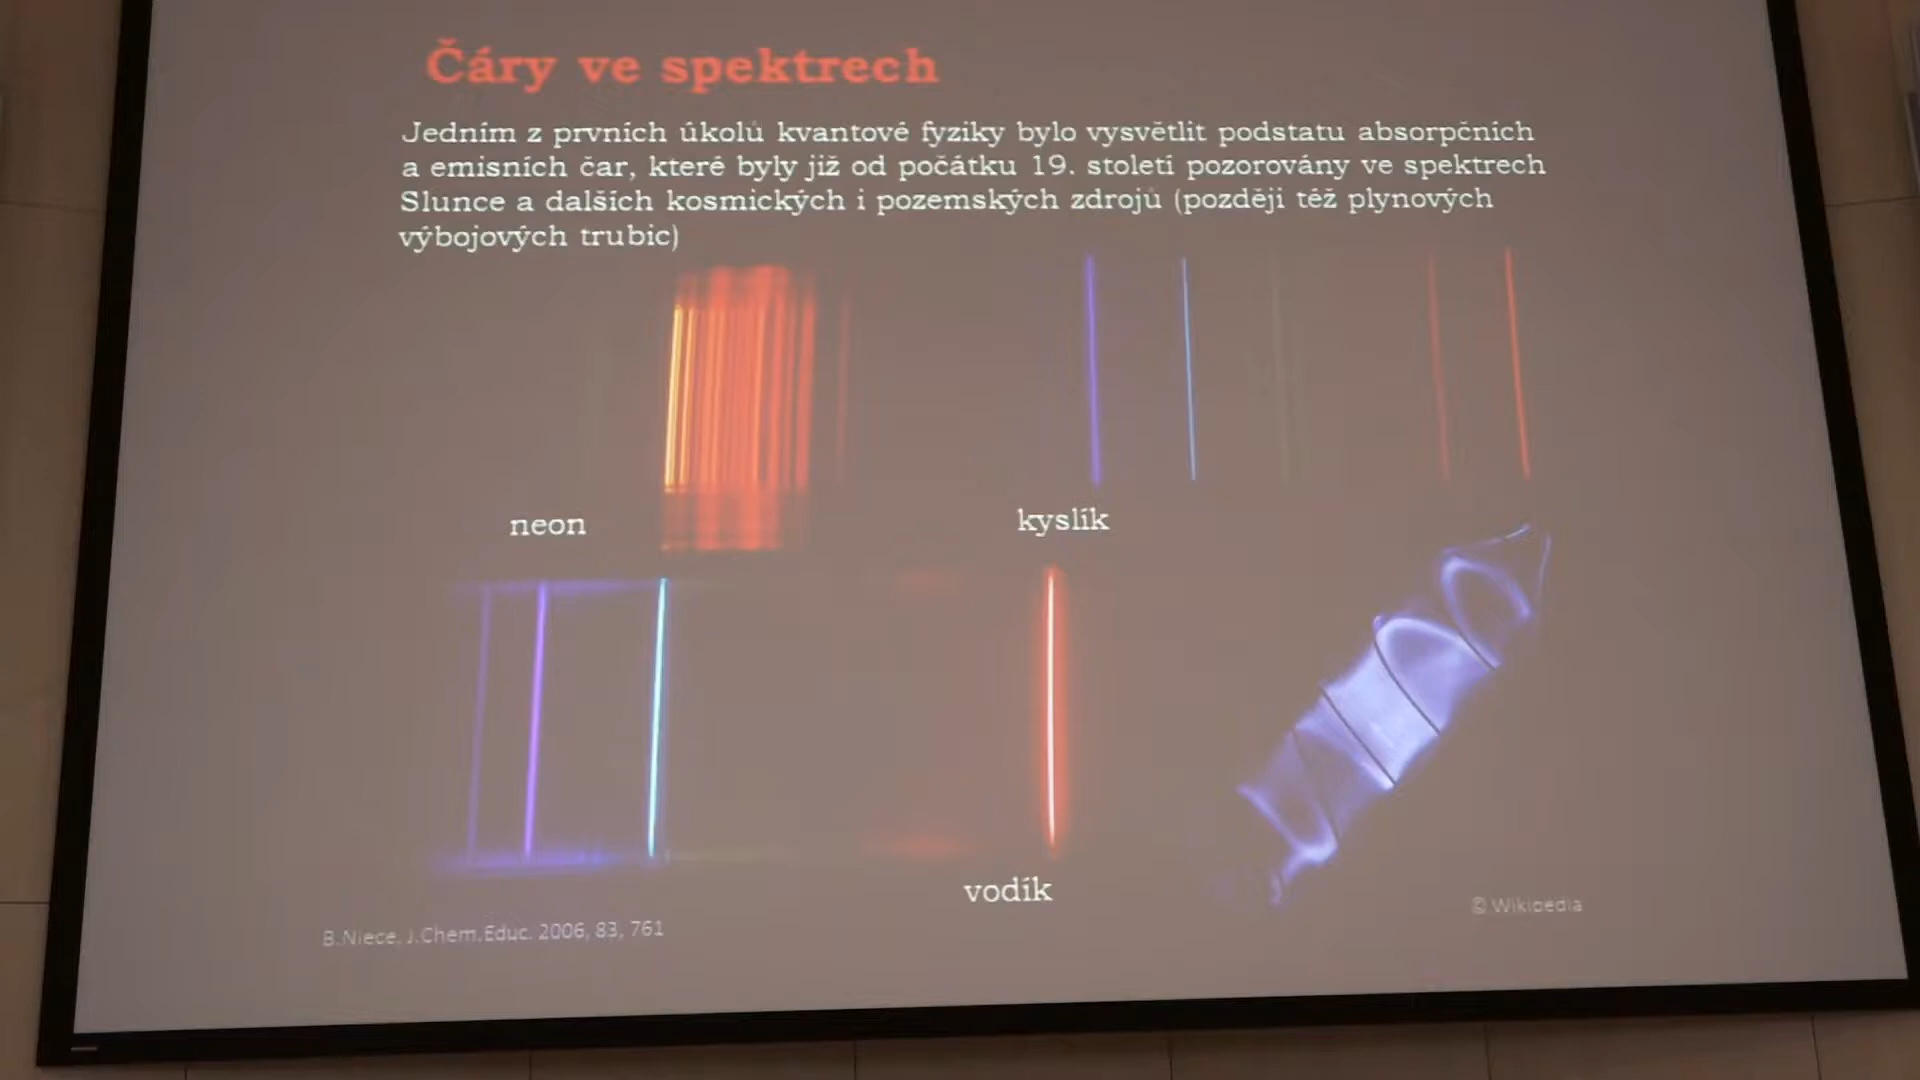 Čáry ve spektrech
Jedním z prvních úkolů kvantové fyziky bylo vysvětlit podstatu absorpčních
a emisních čar, které byly již od počátku 19. století pozorovány ve spektrech
Slunce a dalších kosmických i pozemských zdrojů (později též plynových
výbojových trubic)
neon
kyslík
vodík
B.Niece, J.Chem.Educ. 2006, 83, 761
© Wikipedia